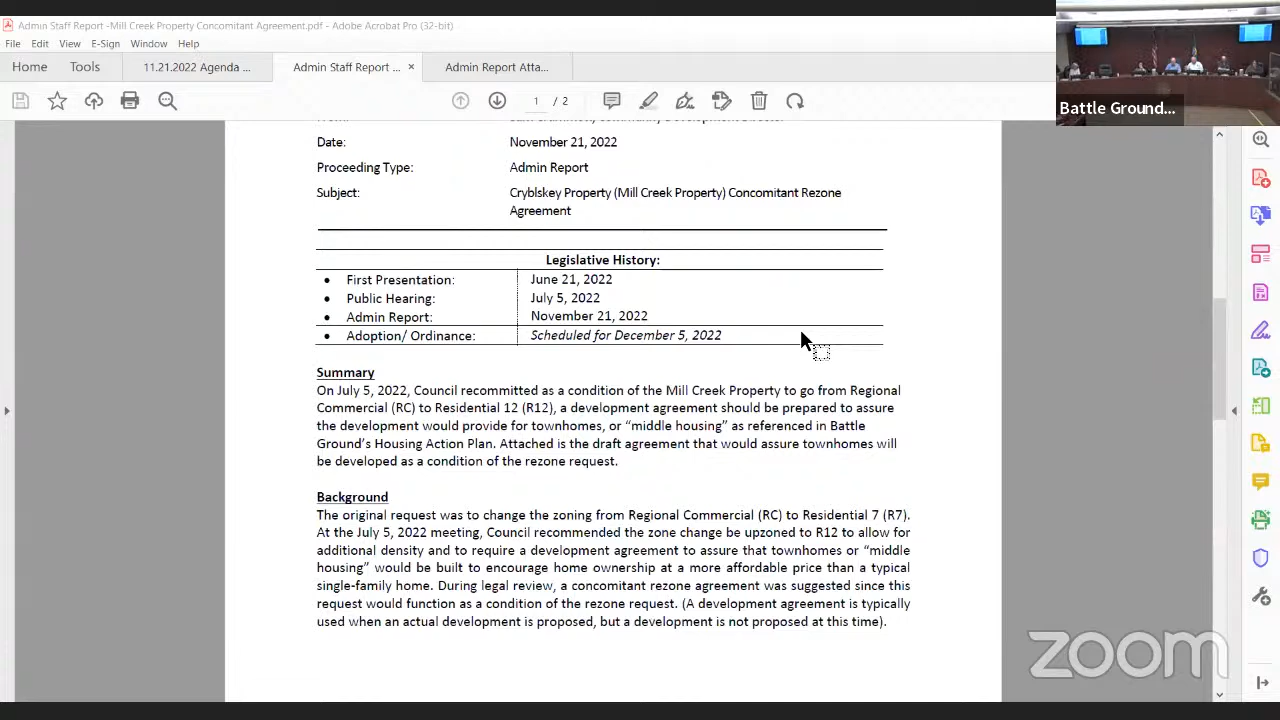 Admin Staff Report -Mill Creek Property Concomitant Agreement.pdf - Adobe Acrobat Pro (32-bit)
File Edit View E-Sign Window Help
Home Tools 11.21.2022 Agenda ... Admin Staff Report ... × Admin Report Atta...
1 / 2
Battle Ground...
Date: November 21, 2022
Proceeding Type: Admin Report
Subject: Cryblskey Property (Mill Creek Property) Concomitant Rezone
Agreement
Legislative History:
• First Presentation: June 21, 2022
• Public Hearing: July 5, 2022
• Admin Report: November 21, 2022
• Adoption/ Ordinance: Scheduled for December 5, 2022
Summary
On July 5, 2022, Council recommitted as a condition of the Mill Creek Property to go from Regional
Commercial (RC) to Residential 12 (R12), a development agreement should be prepared to assure
the development would provide for townhomes, or “middle housing” as referenced in Battle
Ground’s Housing Action Plan. Attached is the draft agreement that would assure townhomes will
be developed as a condition of the rezone request.
Background
The original request was to change the zoning from Regional Commercial (RC) to Residential 7 (R7).
At the July 5, 2022 meeting, Council recommended the zone change be upzoned to R12 to allow for
additional density and to require a development agreement to assure that townhomes or “middle
housing” would be built to encourage home ownership at a more affordable price than a typical
single-family home. During legal review, a concomitant rezone agreement was suggested since this
request would function as a condition of the rezone request. (A development agreement is typically
used when an actual development is proposed, but a development is not proposed at this time).
zoom